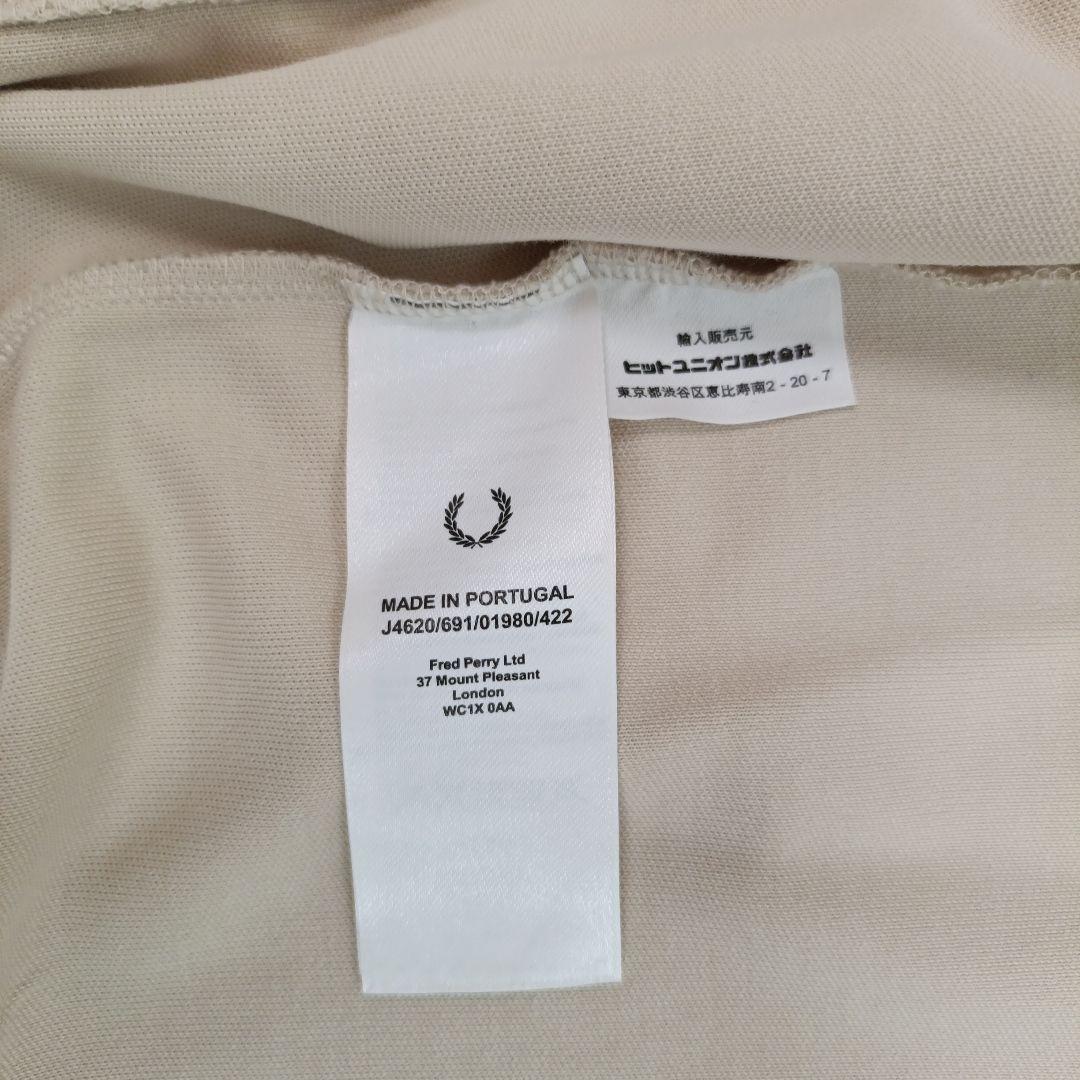 輸入販売元
ヒットユニオン株式会社
東京都渋谷区恵比寿南2-20-7
MADE IN PORTUGAL
J4620/691/01980/422
Fred Perry Ltd
37 Mount Pleasant
London
WC1X 0AA